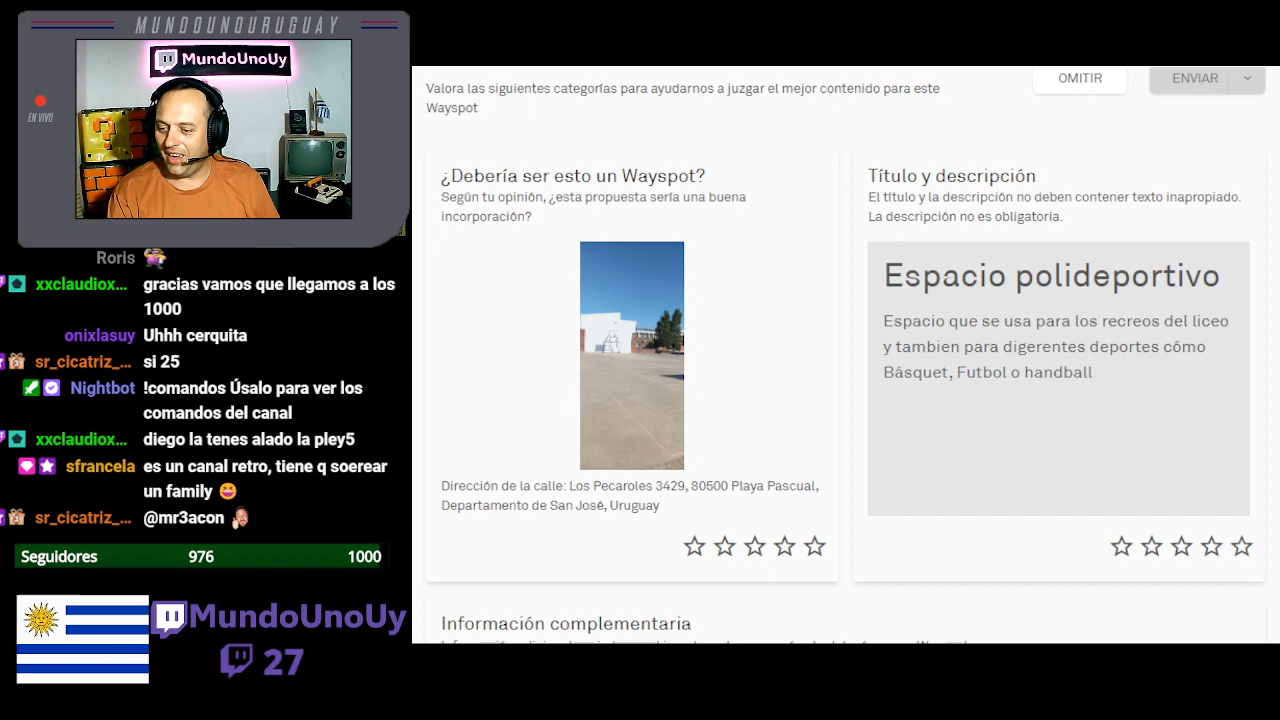 MUNDOUNOURUGUAY
MundoUnoUy
EN VIVO
Roris
xxclaudiox... gracias vamos que llegamos a los
1000
onixlasuy Uhhh cerquita
sr_cicatriz_... si 25
Nightbot !comandos Úsalo para ver los
comandos del canal
xxclaudiox... diego la tenes alado la pley5
sfrancela es un canal retro, tiene q soerear
un family
sr_cicatriz_... @mr3acon
Seguidores 976 1000
MundoUnoUy
27
Valora las siguientes categorías para ayudarnos a juzgar el mejor contenido para este
Wayspot
OMITIR
ENVIAR
¿Debería ser esto un Wayspot?
Según tu opinión, ¿esta propuesta sería una buena
incorporación?
Dirección de la calle: Los Pecaroles 3429, 80500 Playa Pascual,
Departamento de San José, Uruguay
Título y descripción
El título y la descripción no deben contener texto inapropiado.
La descripción no es obligatoria.
Espacio polideportivo
Espacio que se usa para los recreos del liceo
y tambien para digerentes deportes cómo
Básquet, Futbol o handball
Información complementaria